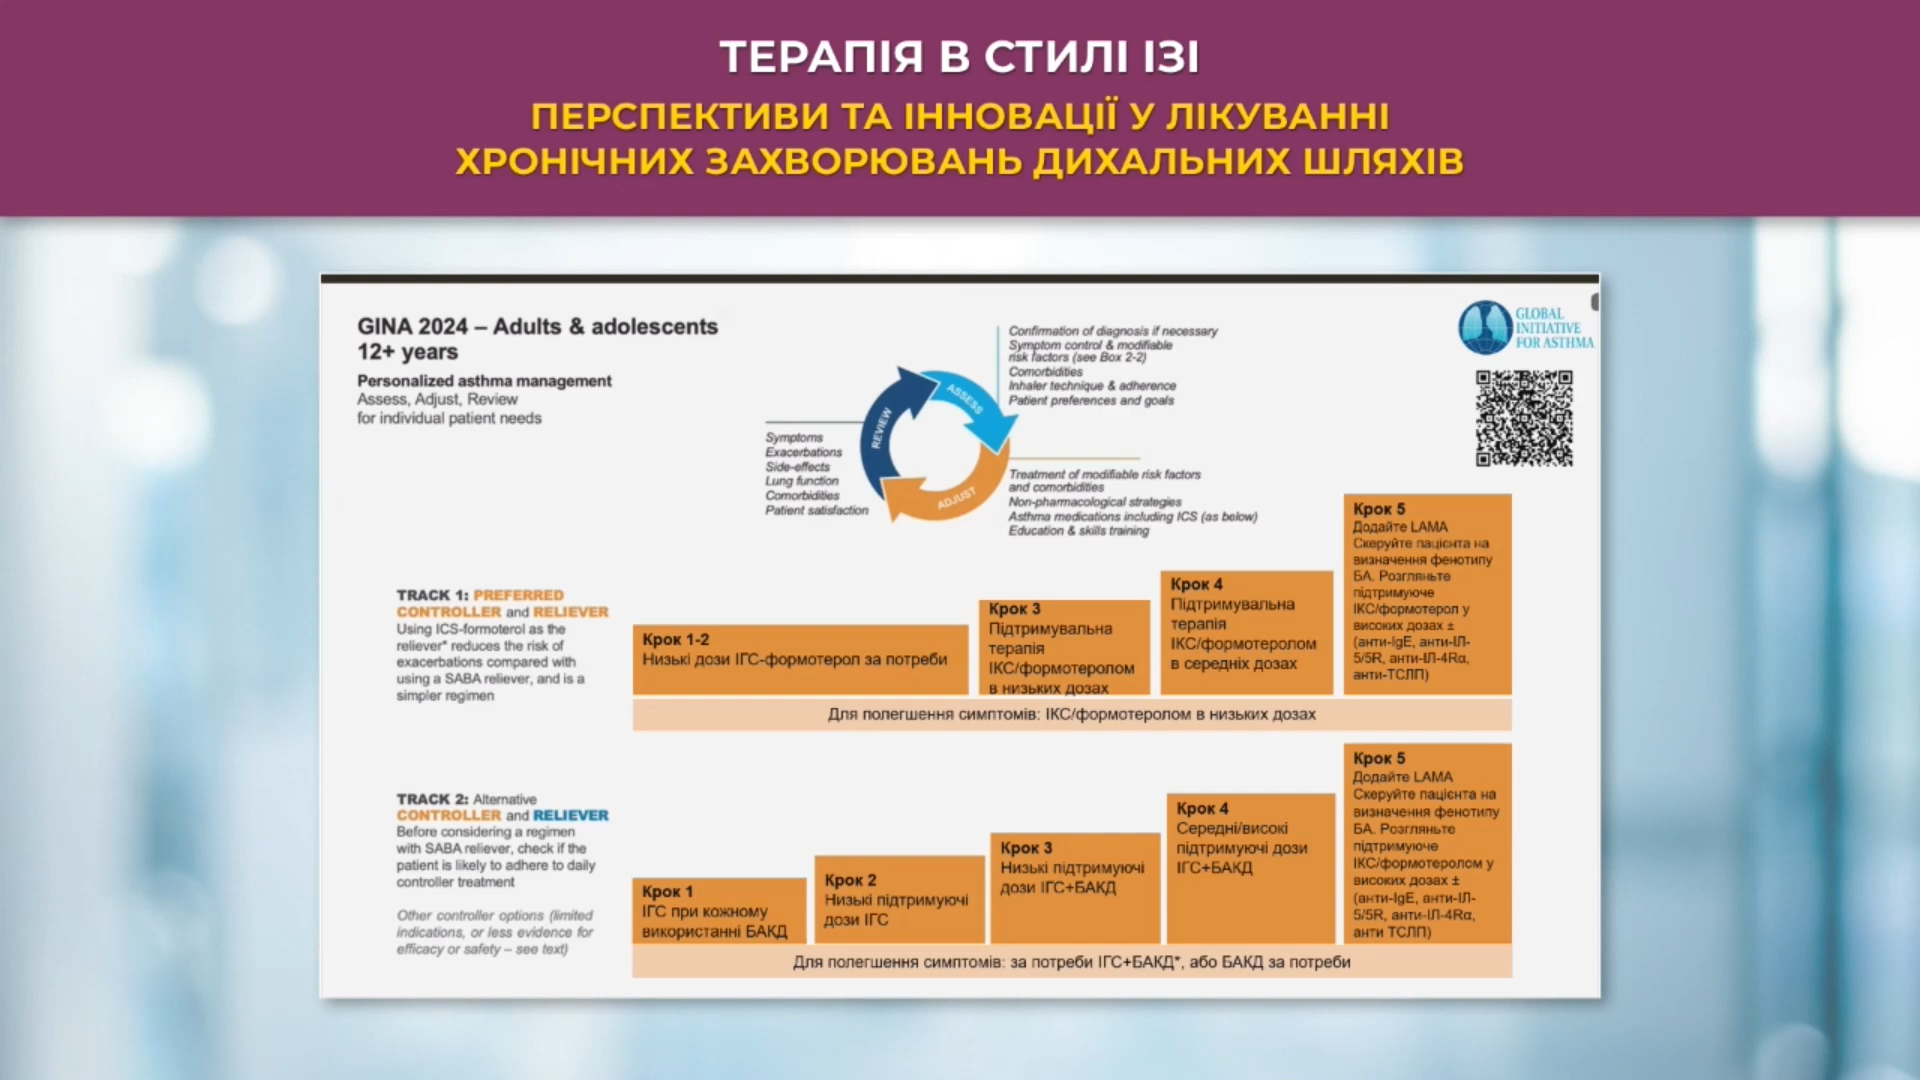 ТЕРАПІЯ В СТИЛІ ІЗІ
ПЕРСПЕКТИВИ ТА ІННОВАЦІЇ У ЛІКУВАННІ
ХРОНІЧНИХ ЗАХВОРЮВАНЬ ДИХАЛЬНИХ ШЛЯХІВ
GINA 2024 – Adults & adolescents
12+ years
Personalized asthma management
Assess, Adjust, Review
for individual patient needs
GLOBAL
INITIATIVE
FOR ASTHMA
Confirmation of diagnosis if necessary
Symptom control & modifiable
risk factors (see Box 2-2)
Comorbidities
Inhaler technique & adherence
Patient preferences and goals
ASSESS
REVIEW
ADJUST
Symptoms
Exacerbations
Side-effects
Lung function
Comorbidities
Patient satisfaction
Treatment of modifiable risk factors
and comorbidities
Non-pharmacological strategies
Asthma medications including ICS (as below)
Education & skills training
TRACK 1: PREFERRED
CONTROLLER and RELIEVER
Using ICS-formoterol as the
reliever* reduces the risk of
exacerbations compared with
using a SABA reliever, and is a
simpler regimen
Крок 1-2
Низькі дози ІГС-формотерол за потреби
Крок 3
Підтримувальна
терапія
ІКС/формотеролом
в низьких дозах
Крок 4
Підтримувальна
терапія
ІКС/формотеролом
в середніх дозах
Крок 5
Додайте LAMA
Скеруйте пацієнта на
визначення фенотипу
БА. Розгляньте
підтримуюче
ІКС/формотерол у
високих дозах ±
(анти-IgE, анти-ІЛ-
5/5R, анти-ІЛ-4Rα,
анти-ТСЛП)
Для полегшення симптомів: ІКС/формотеролом в низьких дозах
TRACK 2: Alternative
CONTROLLER and RELIEVER
Before considering a regimen
with SABA reliever, check if the
patient is likely to adhere to daily
controller treatment
Other controller options (limited
indications, or less evidence for
efficacy or safety – see text)
Крок 1
ІГС при кожному
використанні БАКД
Крок 2
Низькі підтримуючі
дози ІГС
Крок 3
Низькі підтримуючі
дози ІГС+БАКД
Крок 4
Середні/високі
підтримуючі дози
ІГС+БАКД
Крок 5
Додайте LAMA
Скеруйте пацієнта на
визначення фенотипу
БА. Розгляньте
підтримуюче
ІКС/формотеролом у
високих дозах ±
(анти-IgE, анти-ІЛ-
5/5R, анти-ІЛ-4Rα,
анти ТСЛП)
Для полегшення симптомів: за потреби ІГС+БАКД*, або БАКД за потреби